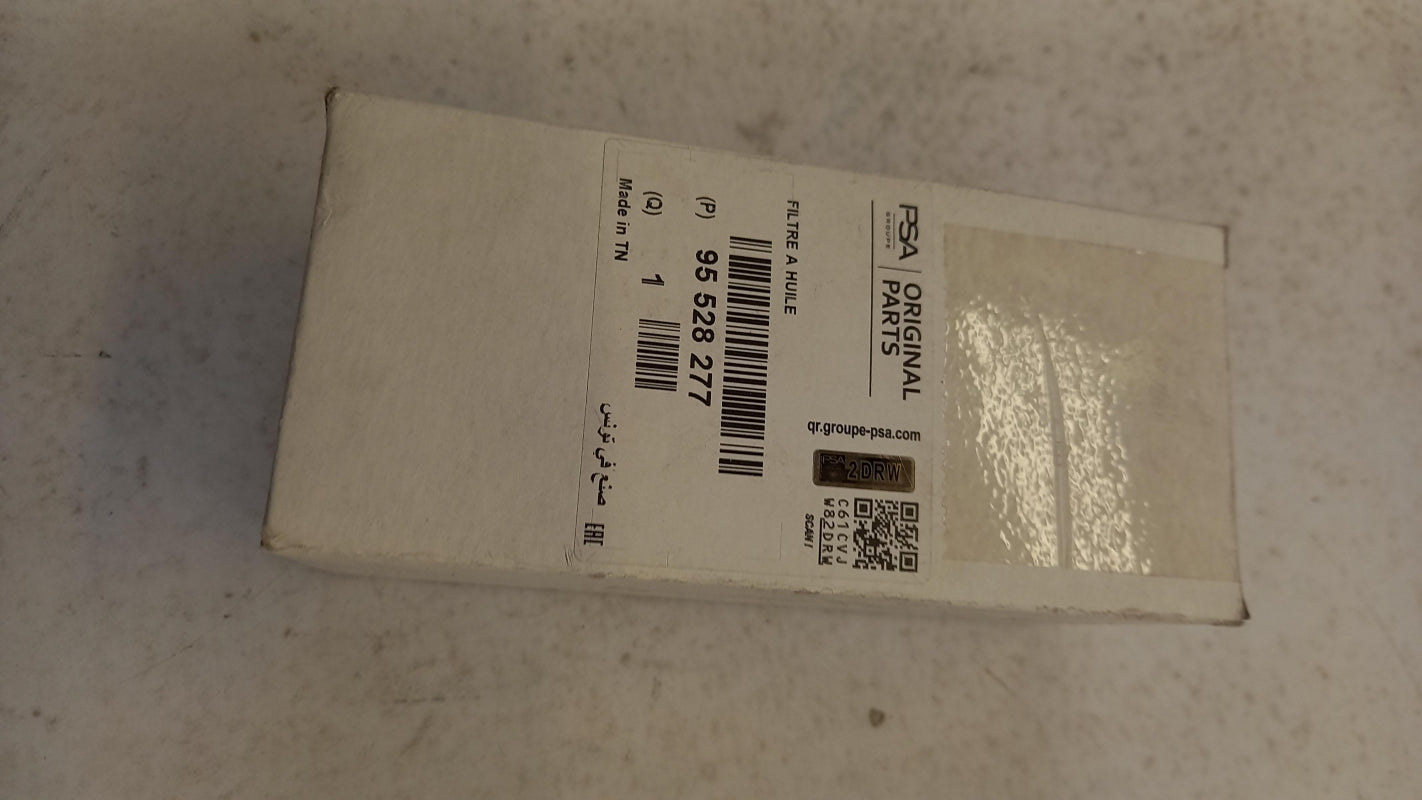 PSA
GROUPE
ORIGINAL
PARTS
qr.groupe-psa.com
PSA 2DRW
C61CVJ
W82DRW
SCAN !
FILTRE A HUILE
(P) 95 528 277
(Q) 1
Made in TN
صنع في تونس
EAC